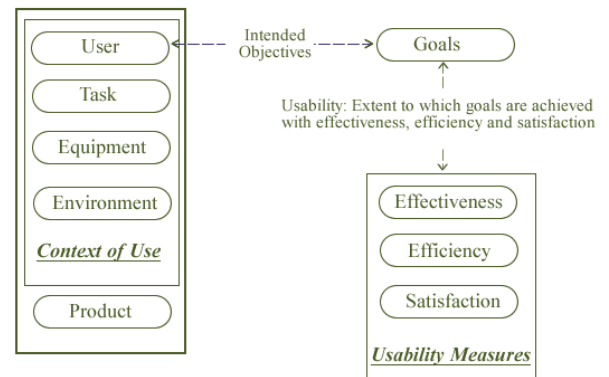 User
Task
Equipment
Environment
Context of Use
Product
Intended
Objectives
Goals
Usability: Extent to which goals are achieved
with effectiveness, efficiency and satisfaction
Effectiveness
Efficiency
Satisfaction
Usability Measures